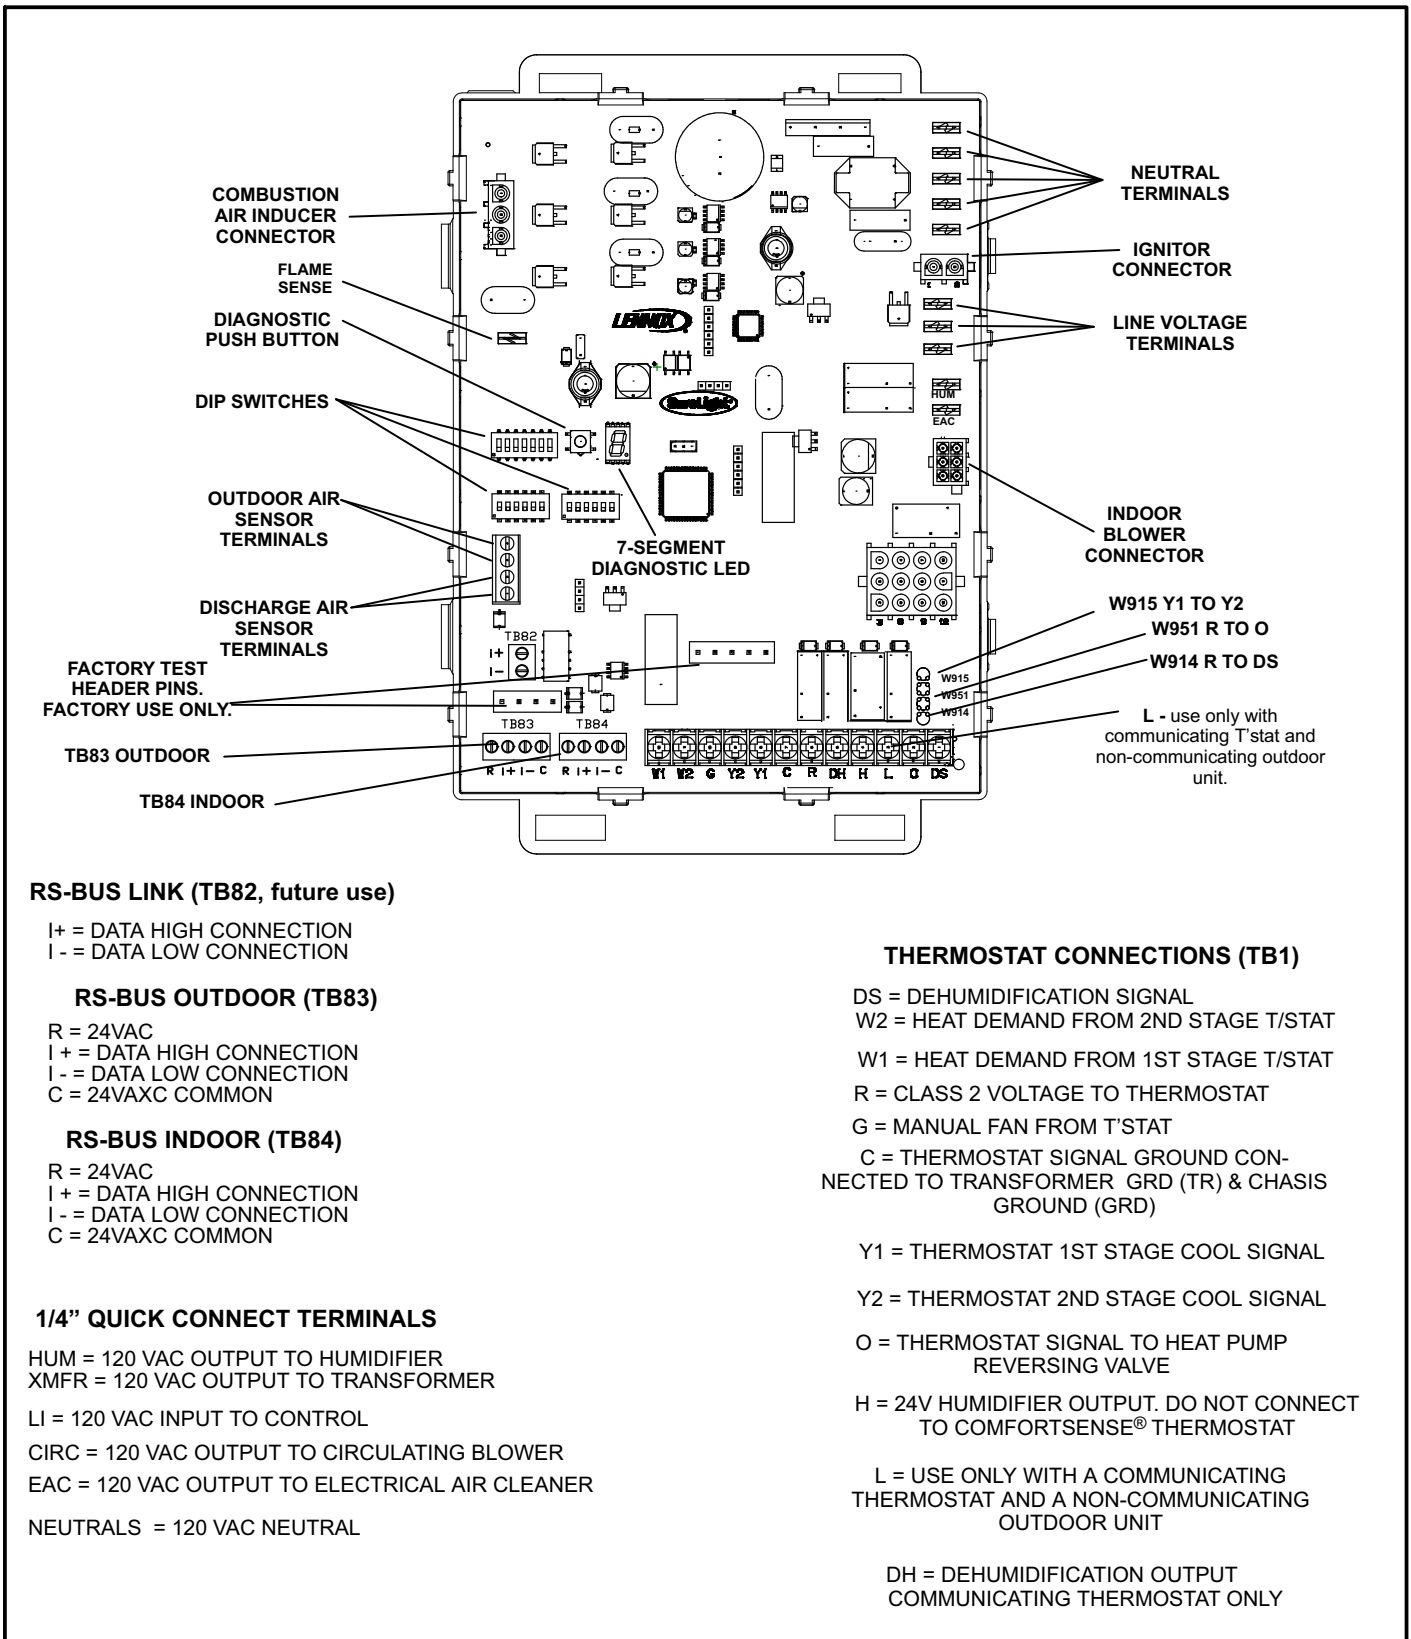 COMBUSTION
AIR INDUCER
CONNECTOR
FLAME
SENSE
DIAGNOSTIC
PUSH BUTTON
DIP SWITCHES
OUTDOOR AIR
SENSOR
TERMINALS
DISCHARGE AIR
SENSOR
TERMINALS
FACTORY TEST
HEADER PINS.
FACTORY USE ONLY.
TB83 OUTDOOR
TB84 INDOOR
LENNOX
SureLight
7-SEGMENT
DIAGNOSTIC LED
HUM
EAC
TB82
I+
I-
TB83
TB84
R I+ I- C
R I+ I- C
3 6 9 12
W915
W951
W914
W1 W2 G Y2 Y1 C R DH H L O DS
NEUTRAL
TERMINALS
IGNITOR
CONNECTOR
LINE VOLTAGE
TERMINALS
INDOOR
BLOWER
CONNECTOR
W915 Y1 TO Y2
W951 R TO O
W914 R TO DS
L - use only with
communicating T'stat and
non-communicating outdoor
unit.
RS-BUS LINK (TB82, future use)
I+ = DATA HIGH CONNECTION
I - = DATA LOW CONNECTION
RS-BUS OUTDOOR (TB83)
R = 24VAC
I + = DATA HIGH CONNECTION
I - = DATA LOW CONNECTION
C = 24VAXC COMMON
RS-BUS INDOOR (TB84)
R = 24VAC
I + = DATA HIGH CONNECTION
I - = DATA LOW CONNECTION
C = 24VAXC COMMON
1/4” QUICK CONNECT TERMINALS
HUM = 120 VAC OUTPUT TO HUMIDIFIER
XMFR = 120 VAC OUTPUT TO TRANSFORMER
LI = 120 VAC INPUT TO CONTROL
CIRC = 120 VAC OUTPUT TO CIRCULATING BLOWER
EAC = 120 VAC OUTPUT TO ELECTRICAL AIR CLEANER
NEUTRALS = 120 VAC NEUTRAL
THERMOSTAT CONNECTIONS (TB1)
DS = DEHUMIDIFICATION SIGNAL
W2 = HEAT DEMAND FROM 2ND STAGE T/STAT
W1 = HEAT DEMAND FROM 1ST STAGE T/STAT
R = CLASS 2 VOLTAGE TO THERMOSTAT
G = MANUAL FAN FROM T’STAT
C = THERMOSTAT SIGNAL GROUND CON-
NECTED TO TRANSFORMER GRD (TR) & CHASIS
GROUND (GRD)
Y1 = THERMOSTAT 1ST STAGE COOL SIGNAL
Y2 = THERMOSTAT 2ND STAGE COOL SIGNAL
O = THERMOSTAT SIGNAL TO HEAT PUMP
REVERSING VALVE
H = 24V HUMIDIFIER OUTPUT. DO NOT CONNECT
TO COMFORTSENSE® THERMOSTAT
L = USE ONLY WITH A COMMUNICATING
THERMOSTAT AND A NON-COMMUNICATING
OUTDOOR UNIT
DH = DEHUMIDIFICATION OUTPUT
COMMUNICATING THERMOSTAT ONLY